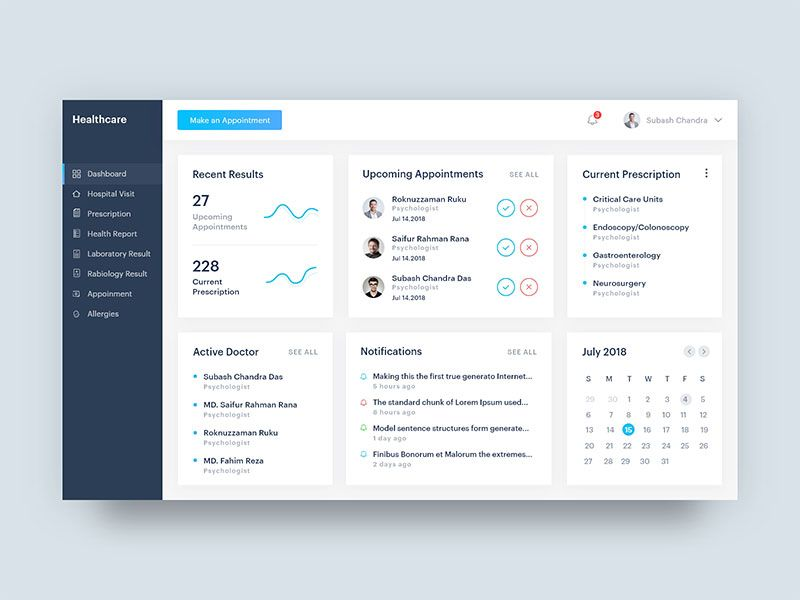 Healthcare
Make an Appointment
3
Subash Chandra
Dashboard
Hospital Visit
Prescription
Health Report
Laboratory Result
Rabiology Result
Appoinment
Allergies
Recent Results
27
Upcoming
Appointments
228
Current
Prescription
Upcoming Appointments
SEE ALL
Roknuzzaman Ruku
Psychologist
Jul 14,2018
Saifur Rahman Rana
Psychologist
Jul 14,2018
Subash Chandra Das
Psychologist
Jul 14,2018
Current Prescription
Critical Care Units
Psychologist
Endoscopy/Colonoscopy
Psychologist
Gastroenterology
Psychologist
Neurosurgery
Psychologist
Active Doctor
SEE ALL
Subash Chandra Das
Psychologist
MD. Saifur Rahman Rana
Psychologist
Roknuzzaman Ruku
Psychologist
MD. Fahim Reza
Psychologist
Notifications
SEE ALL
Making this the first true generato Internet...
5 hours ago
The standard chunk of Lorem Ipsum used...
8 hours ago
Model sentence structures form generate...
1 day ago
Finibus Bonorum et Malorum the extremes...
2 days ago
July 2018
S M T W T F S
29 30 1 2 3 4 5
6 7 8 9 10 11 12
13 14 15 16 17 18 19
20 21 22 23 24 25 26
27 28 29 30 31